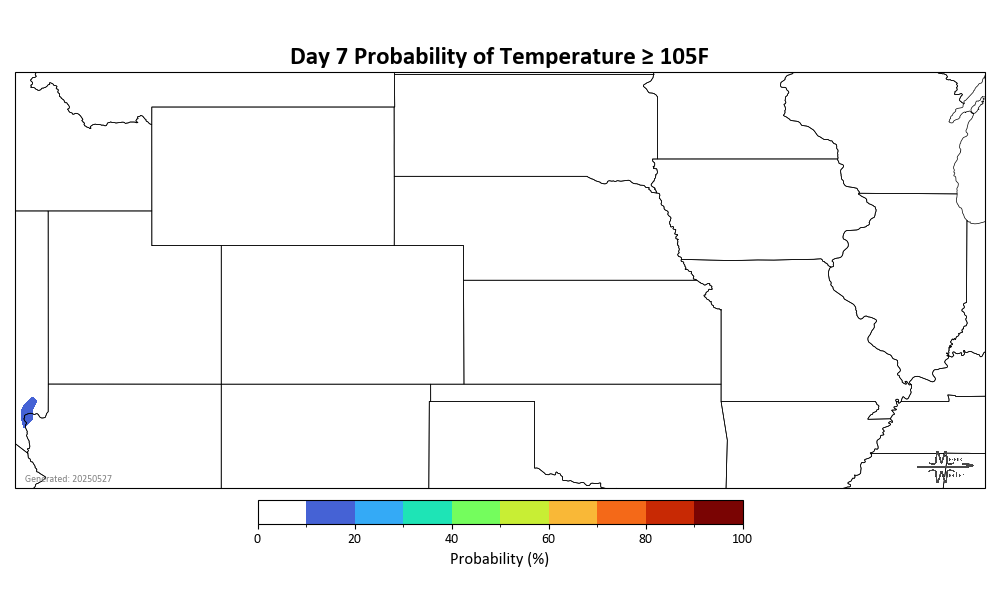 Day 7 Probability of Temperature ≥ 105F
Generated: 20250527
0 20 40 60 80 100
Probability (%)